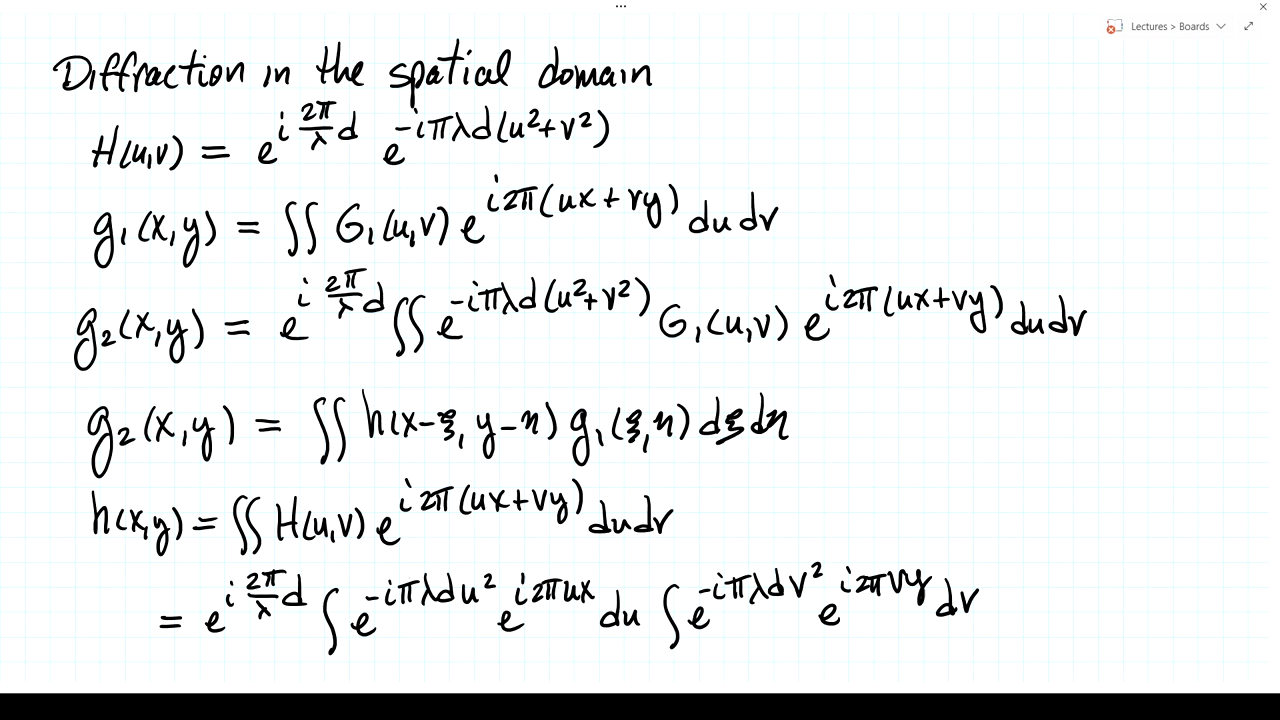 Lectures > Boards
Diffraction in the spatial domain
H(u,v) = e^{i 2π/λ d} e^{-iπλd(u²+v²)}
g₁(x,y) = ∬ G₁(u,v) e^{i2π(ux+vy)} du dv
g₂(x,y) = e^{i 2π/λ d} ∬ e^{-iπλd(u²+v²)} G₁(u,v) e^{i2π(ux+vy)} du dv
g₂(x,y) = ∬ h(x-ξ, y-η) g₁(ξ,η) dξ dη
h(x,y) = ∬ H(u,v) e^{i2π(ux+vy)} du dv
= e^{i 2π/λ d} ∫ e^{-iπλdu²} e^{i2πux} du ∫ e^{-iπλdv²} e^{i2πvy} dv